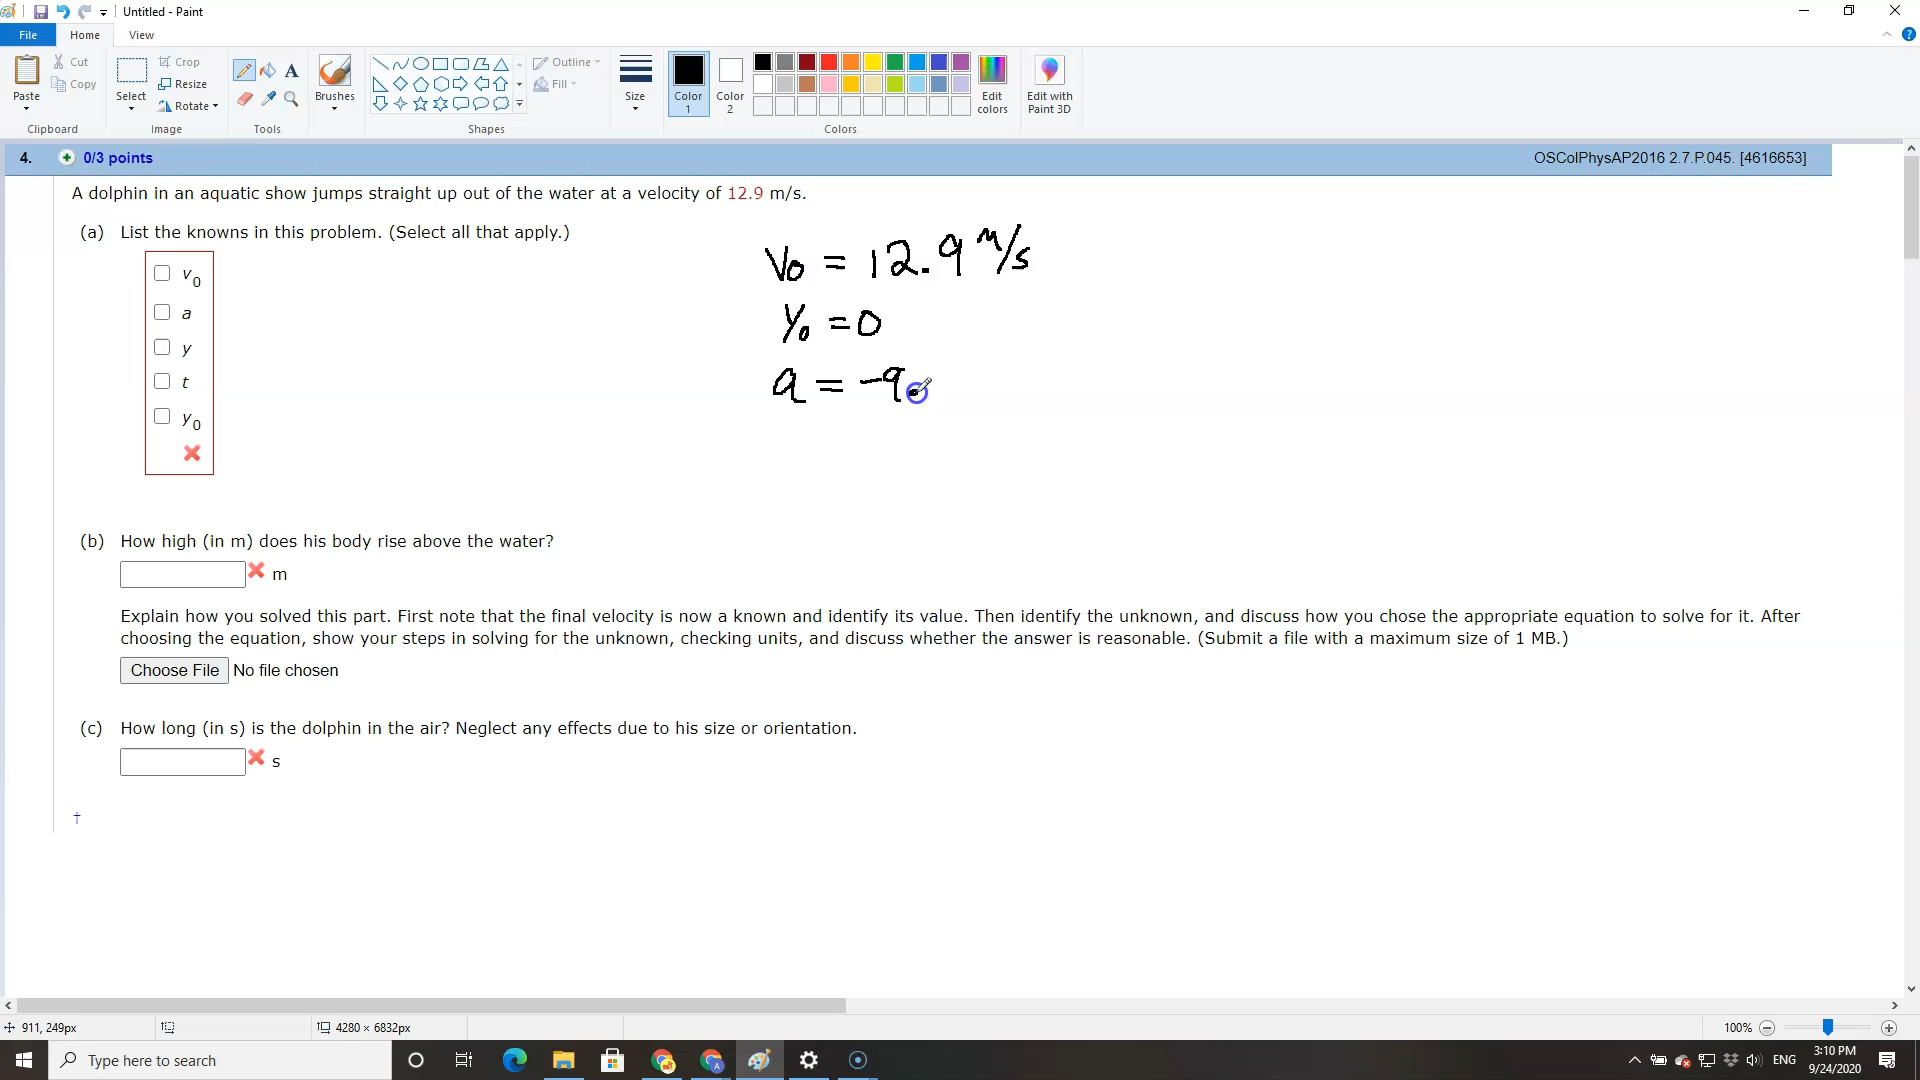 Untitled - Paint
File Home View
Paste
Cut
Copy
Clipboard
Select
Crop
Resize
Rotate
Image
A
Tools
Brushes
Outline
Fill
Shapes
Size
Color 1
Color 2
Edit colors
Edit with Paint 3D
Colors
4. 0/3 points OSColPhysAP2016 2.7.P.045. [4616653]
A dolphin in an aquatic show jumps straight up out of the water at a velocity of 12.9 m/s.
(a) List the knowns in this problem. (Select all that apply.)
v0
a
y
t
y0
v0 = 12.9 m/s
y0 = 0
a = -9.
(b) How high (in m) does his body rise above the water?
m
Explain how you solved this part. First note that the final velocity is now a known and identify its value. Then identify the unknown, and discuss how you chose the appropriate equation to solve for it. After
choosing the equation, show your steps in solving for the unknown, checking units, and discuss whether the answer is reasonable. (Submit a file with a maximum size of 1 MB.)
Choose File No file chosen
(c) How long (in s) is the dolphin in the air? Neglect any effects due to his size or orientation.
s
†
911, 249px 4280 × 6832px 100%
Type here to search ENG 3:10 PM
9/24/2020